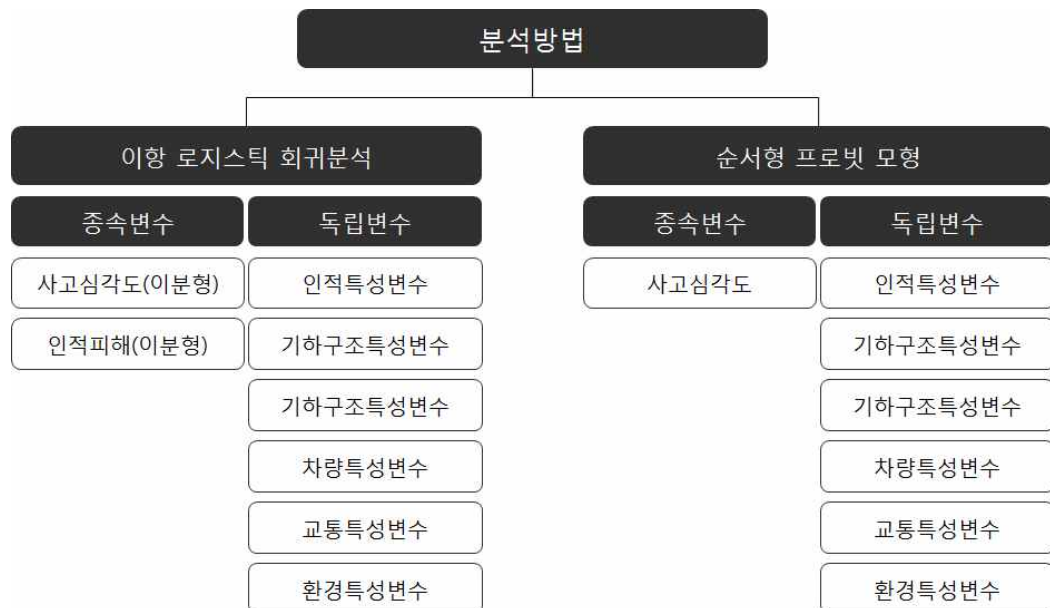 분석방법
이항 로지스틱 회귀분석
순서형 프로빗 모형
종속변수
독립변수
종속변수
독립변수
사고심각도(이분형)
인적특성변수
사고심각도
인적특성변수
인적피해(이분형)
기하구조특성변수
기하구조특성변수
기하구조특성변수
기하구조특성변수
차량특성변수
차량특성변수
교통특성변수
교통특성변수
환경특성변수
환경특성변수